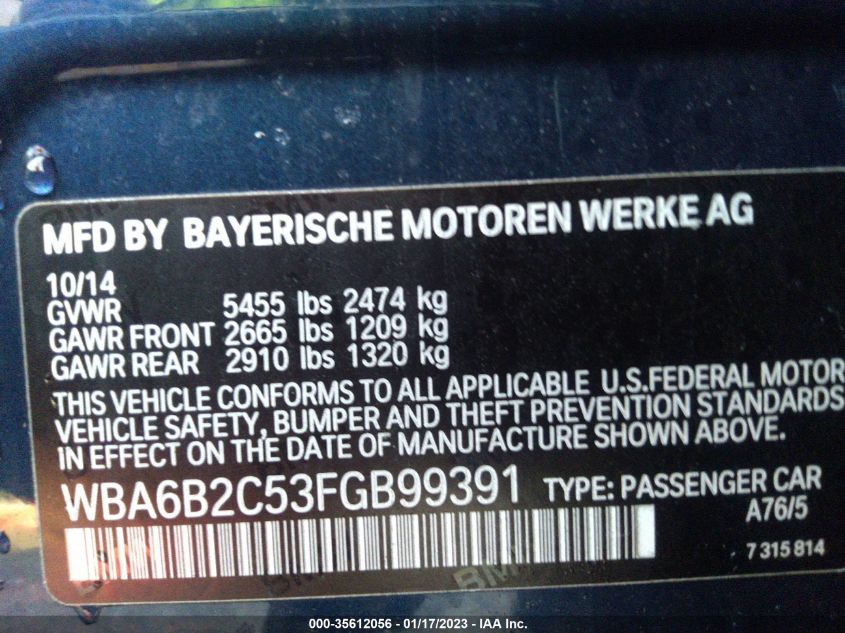 MFD BY BAYERISCHE MOTOREN WERKE AG
10/14
GVWR 5455 lbs 2474 kg
GAWR FRONT 2665 lbs 1209 kg
GAWR REAR 2910 lbs 1320 kg
THIS VEHICLE CONFORMS TO ALL APPLICABLE U.S.FEDERAL MOTOR
VEHICLE SAFETY, BUMPER AND THEFT PREVENTION STANDARDS
IN EFFECT ON THE DATE OF MANUFACTURE SHOWN ABOVE.
WBA6B2C53FGB99391 TYPE: PASSENGER CAR
A76/5
7 315 814
BMW
000-35612056 - 01/17/2023 - IAA Inc.